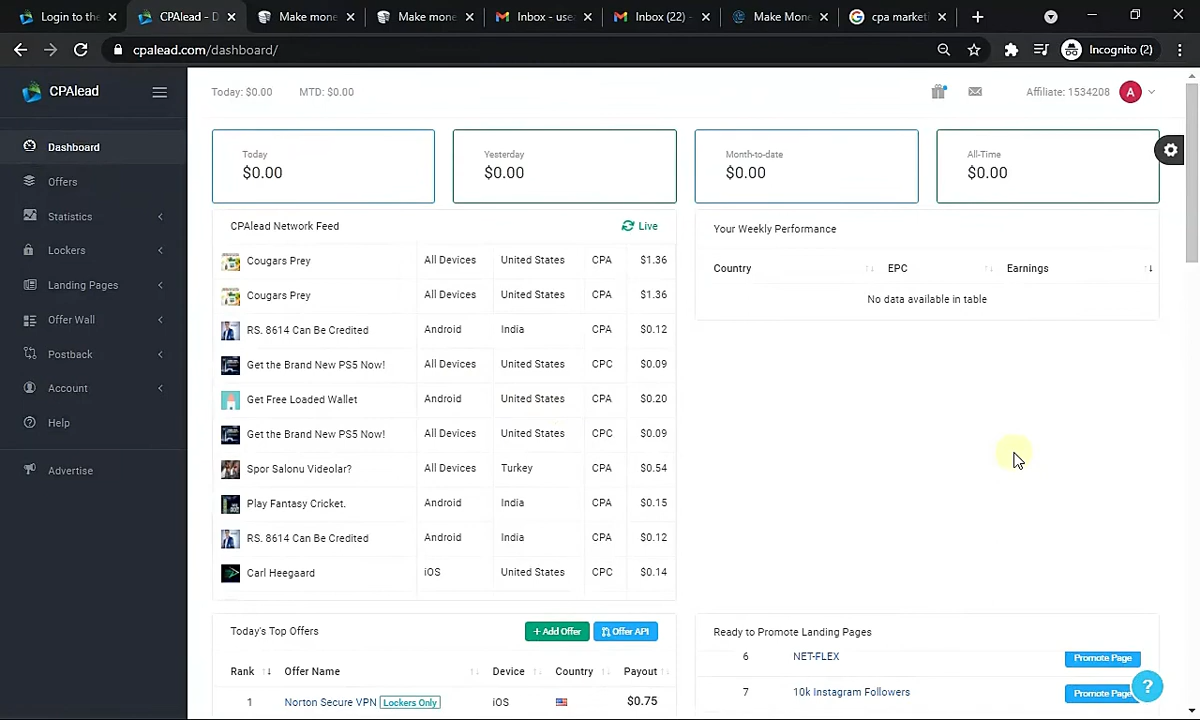 Login to the
CPAlead - D
Make mone
Make mone
Inbox - use
Inbox (22) -
Make Mone
cpa marketi
cpalead.com/dashboard/
Incognito (2)
CPAlead
Today: $0.00 MTD: $0.00
Affiliate: 1534208 A
Dashboard
Offers
Statistics
Lockers
Landing Pages
Offer Wall
Postback
Account
Help
Advertise
Today
$0.00
Yesterday
$0.00
Month-to-date
$0.00
All-Time
$0.00
CPAlead Network Feed Live
Cougars Prey All Devices United States CPA $1.36
Cougars Prey All Devices United States CPA $1.36
RS. 8614 Can Be Credited Android India CPA $0.12
Get the Brand New PS5 Now! All Devices United States CPC $0.09
Get Free Loaded Wallet Android United States CPA $0.20
Get the Brand New PS5 Now! All Devices United States CPC $0.09
Spor Salonu Videolar? All Devices Turkey CPA $0.54
Play Fantasy Cricket. Android India CPA $0.15
RS. 8614 Can Be Credited Android India CPA $0.12
Carl Heegaard iOS United States CPC $0.14
Your Weekly Performance
Country EPC Earnings
No data available in table
Today's Top Offers + Add Offer Offer API
Rank Offer Name Device Country Payout
1 Norton Secure VPN Lockers Only iOS $0.75
Ready to Promote Landing Pages
6 NET-FLEX Promote Page
7 10k Instagram Followers Promote Page
?